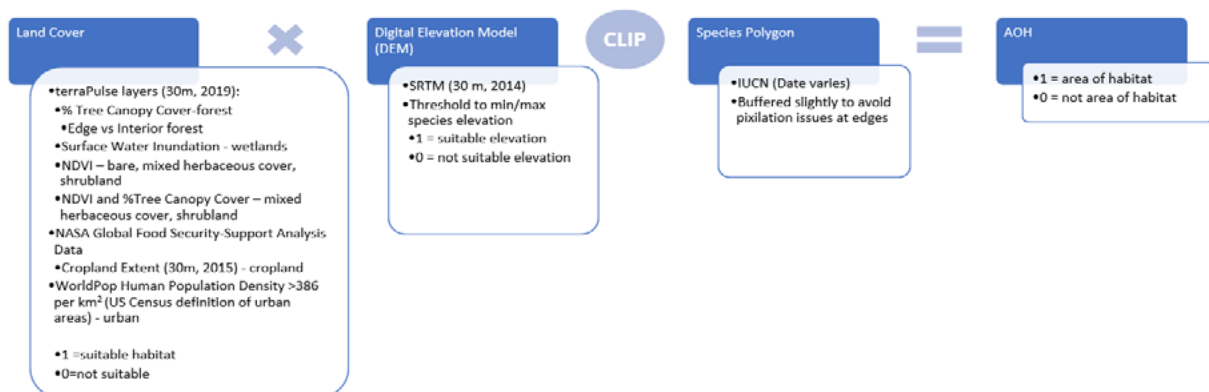 Land Cover
•terraPulse layers (30m, 2019):
•% Tree Canopy Cover-forest
•Edge vs Interior forest
•Surface Water Inundation - wetlands
•NDVI – bare, mixed herbaceous cover,
shrubland
•NDVI and %Tree Canopy Cover – mixed
herbaceous cover, shrubland
•NASA Global Food Security-Support Analysis
Data
•Cropland Extent (30m, 2015) - cropland
•WorldPop Human Population Density >386
per km² (US Census definition of urban
areas) - urban
•1 =suitable habitat
•0=not suitable
Digital Elevation Model
(DEM)
•SRTM (30 m, 2014)
•Threshold to min/max
species elevation
•1 = suitable elevation
•0 = not suitable elevation
CLIP
Species Polygon
•IUCN (Date varies)
•Buffered slightly to avoid
pixilation issues at edges
AOH
•1 = area of habitat
•0 = not area of habitat